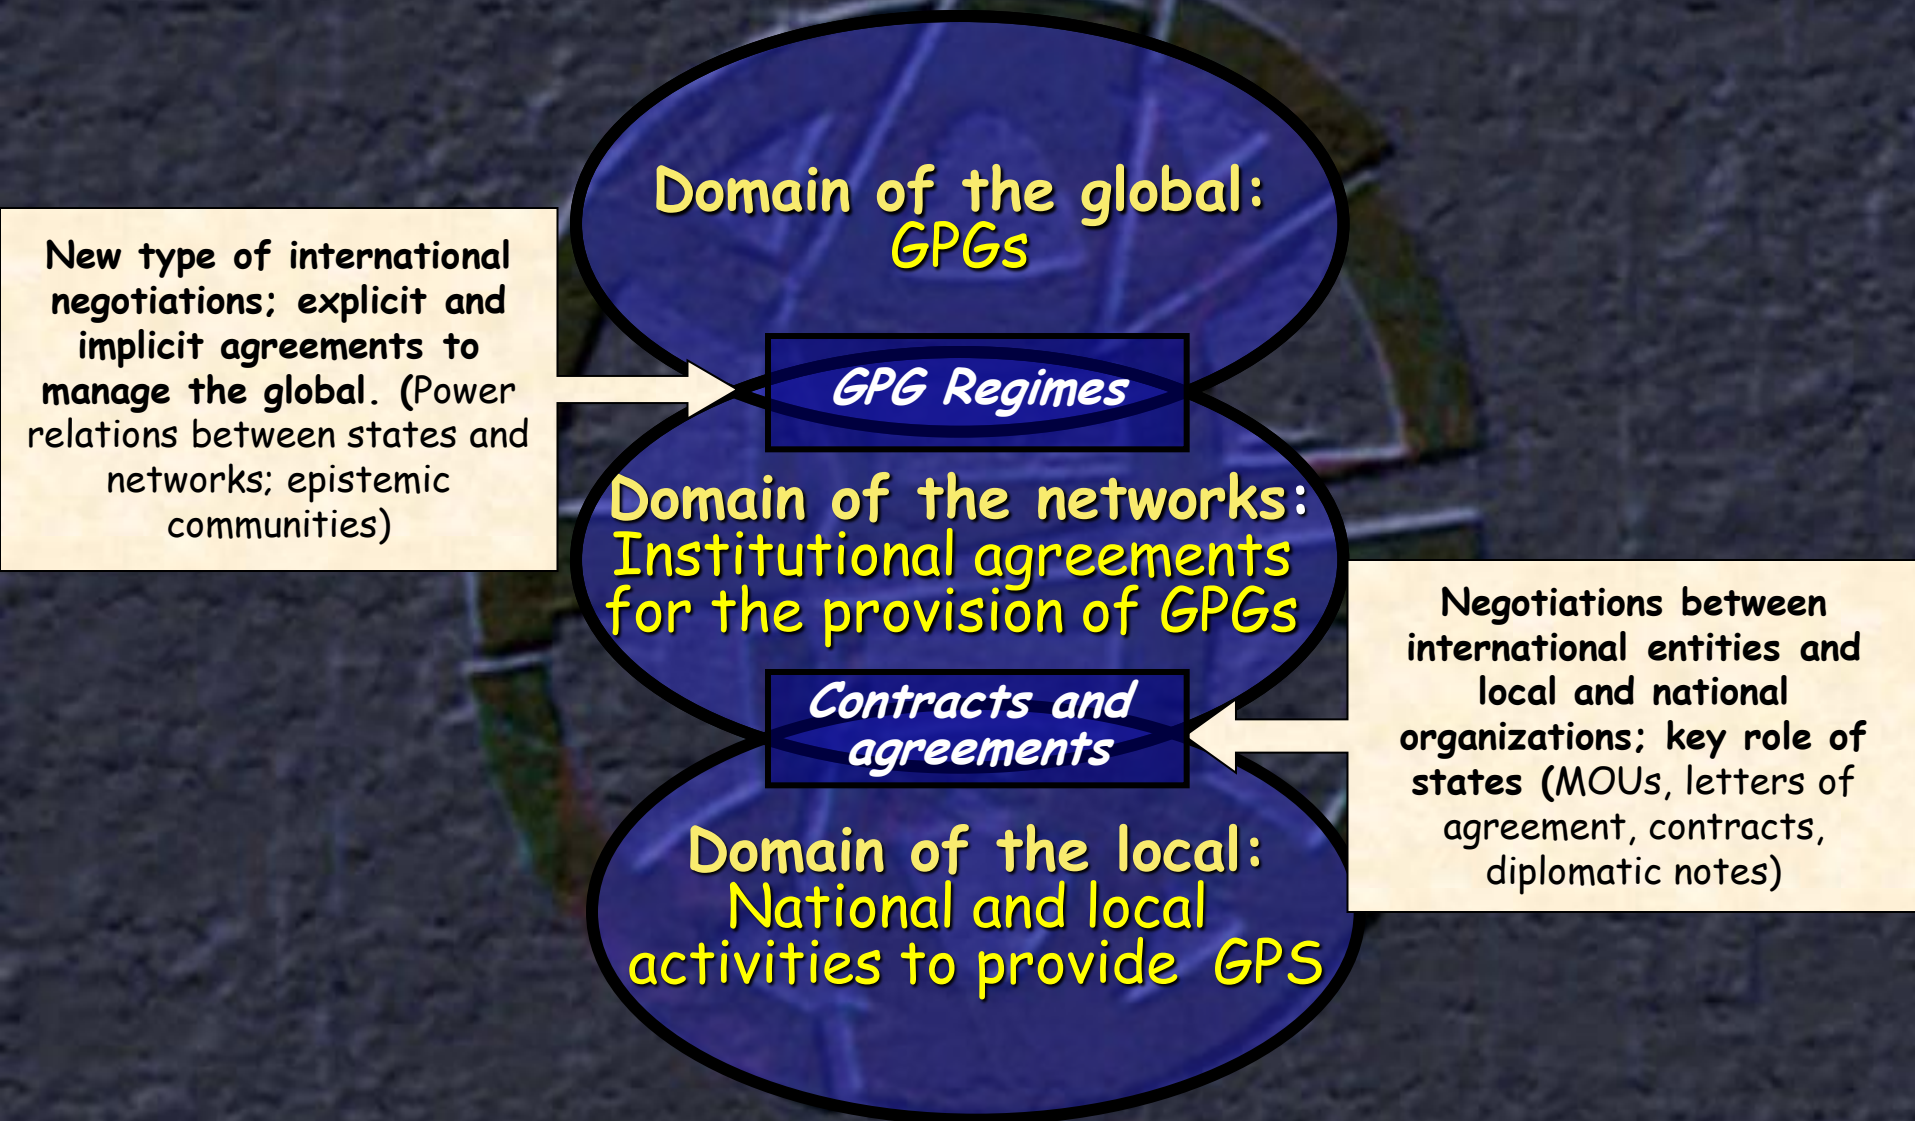 Domain of the global:
GPGs
New type of international
negotiations; explicit and
implicit agreements to
manage the global. (Power
relations between states and
networks; epistemic
communities)
GPG Regimes
Domain of the networks:
Institutional agreements
for the provision of GPGs
Contracts and
agreements
Negotiations between
international entities and
local and national
organizations; key role of
states (MOUs, letters of
agreement, contracts,
diplomatic notes)
Domain of the local:
National and local
activities to provide GPS